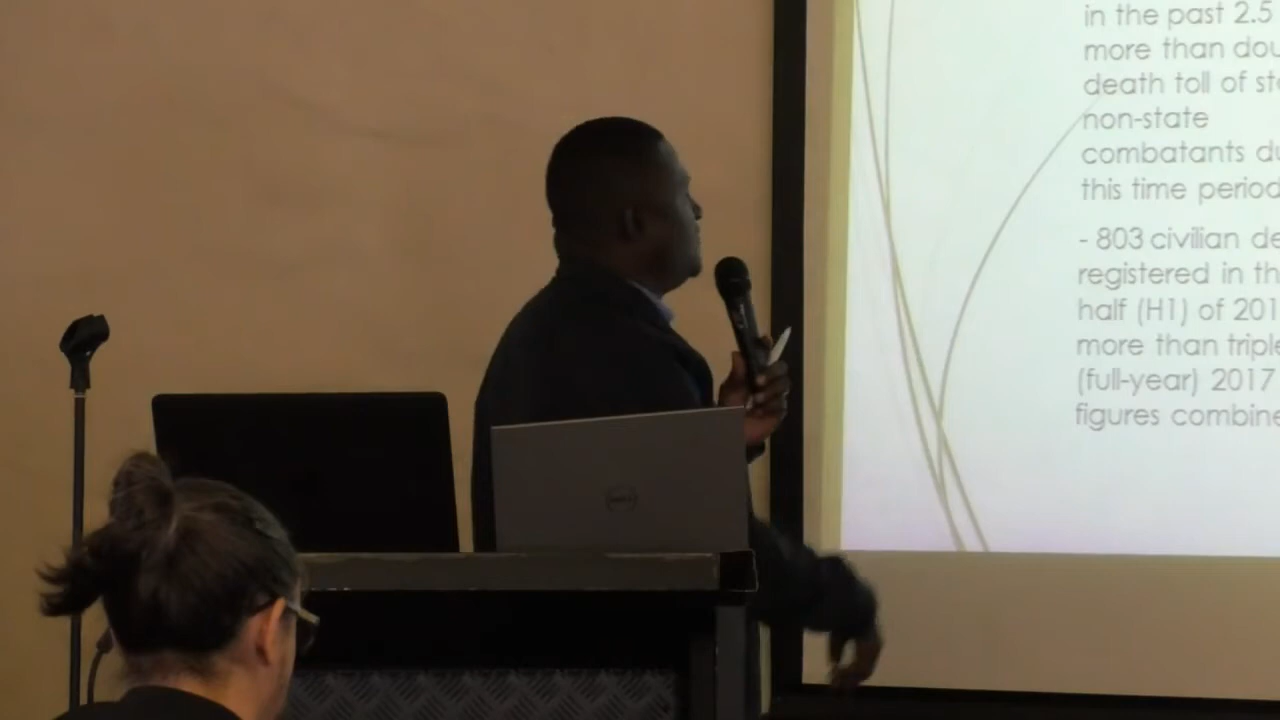 in the past 2.5
more than dou
death toll of st
non-state
combatants du
this time period
- 803 civilian de
registered in th
half (H1) of 201
more than triple
(full-year) 2017
figures combine
DELL